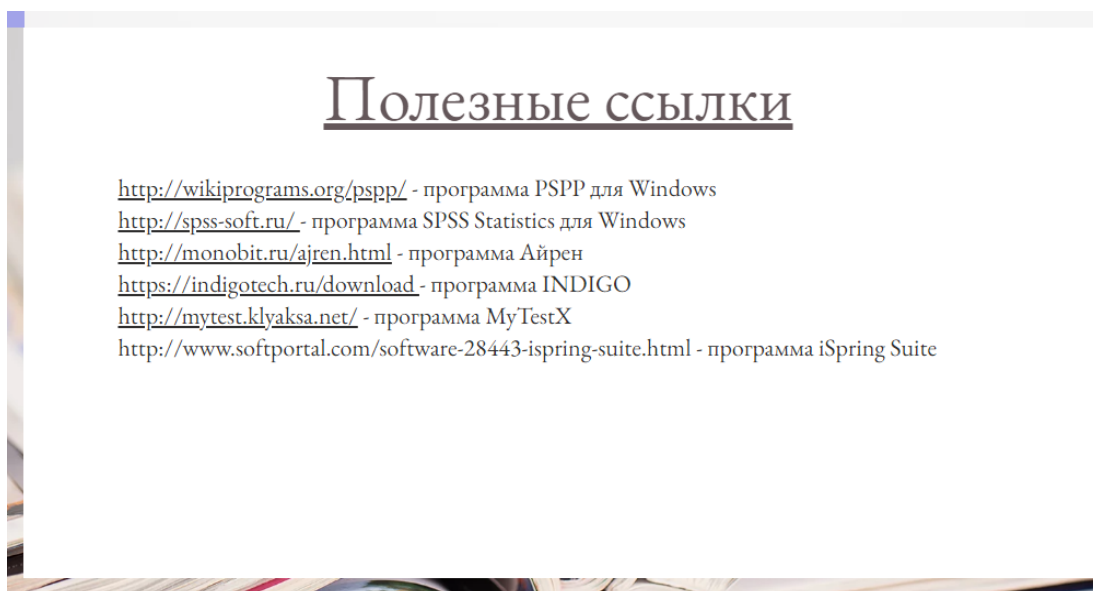 Полезные ссылки
http://wikiprograms.org/pspp/ - программа PSPP для Windows
http://spss-soft.ru/ - программа SPSS Statistics для Windows
http://monobit.ru/ajren.html - программа Айрен
https://indigotech.ru/download - программа INDIGO
http://mytest.klyaksa.net/ - программа MyTestX
http://www.softportal.com/software-28443-ispring-suite.html - программа iSpring Suite